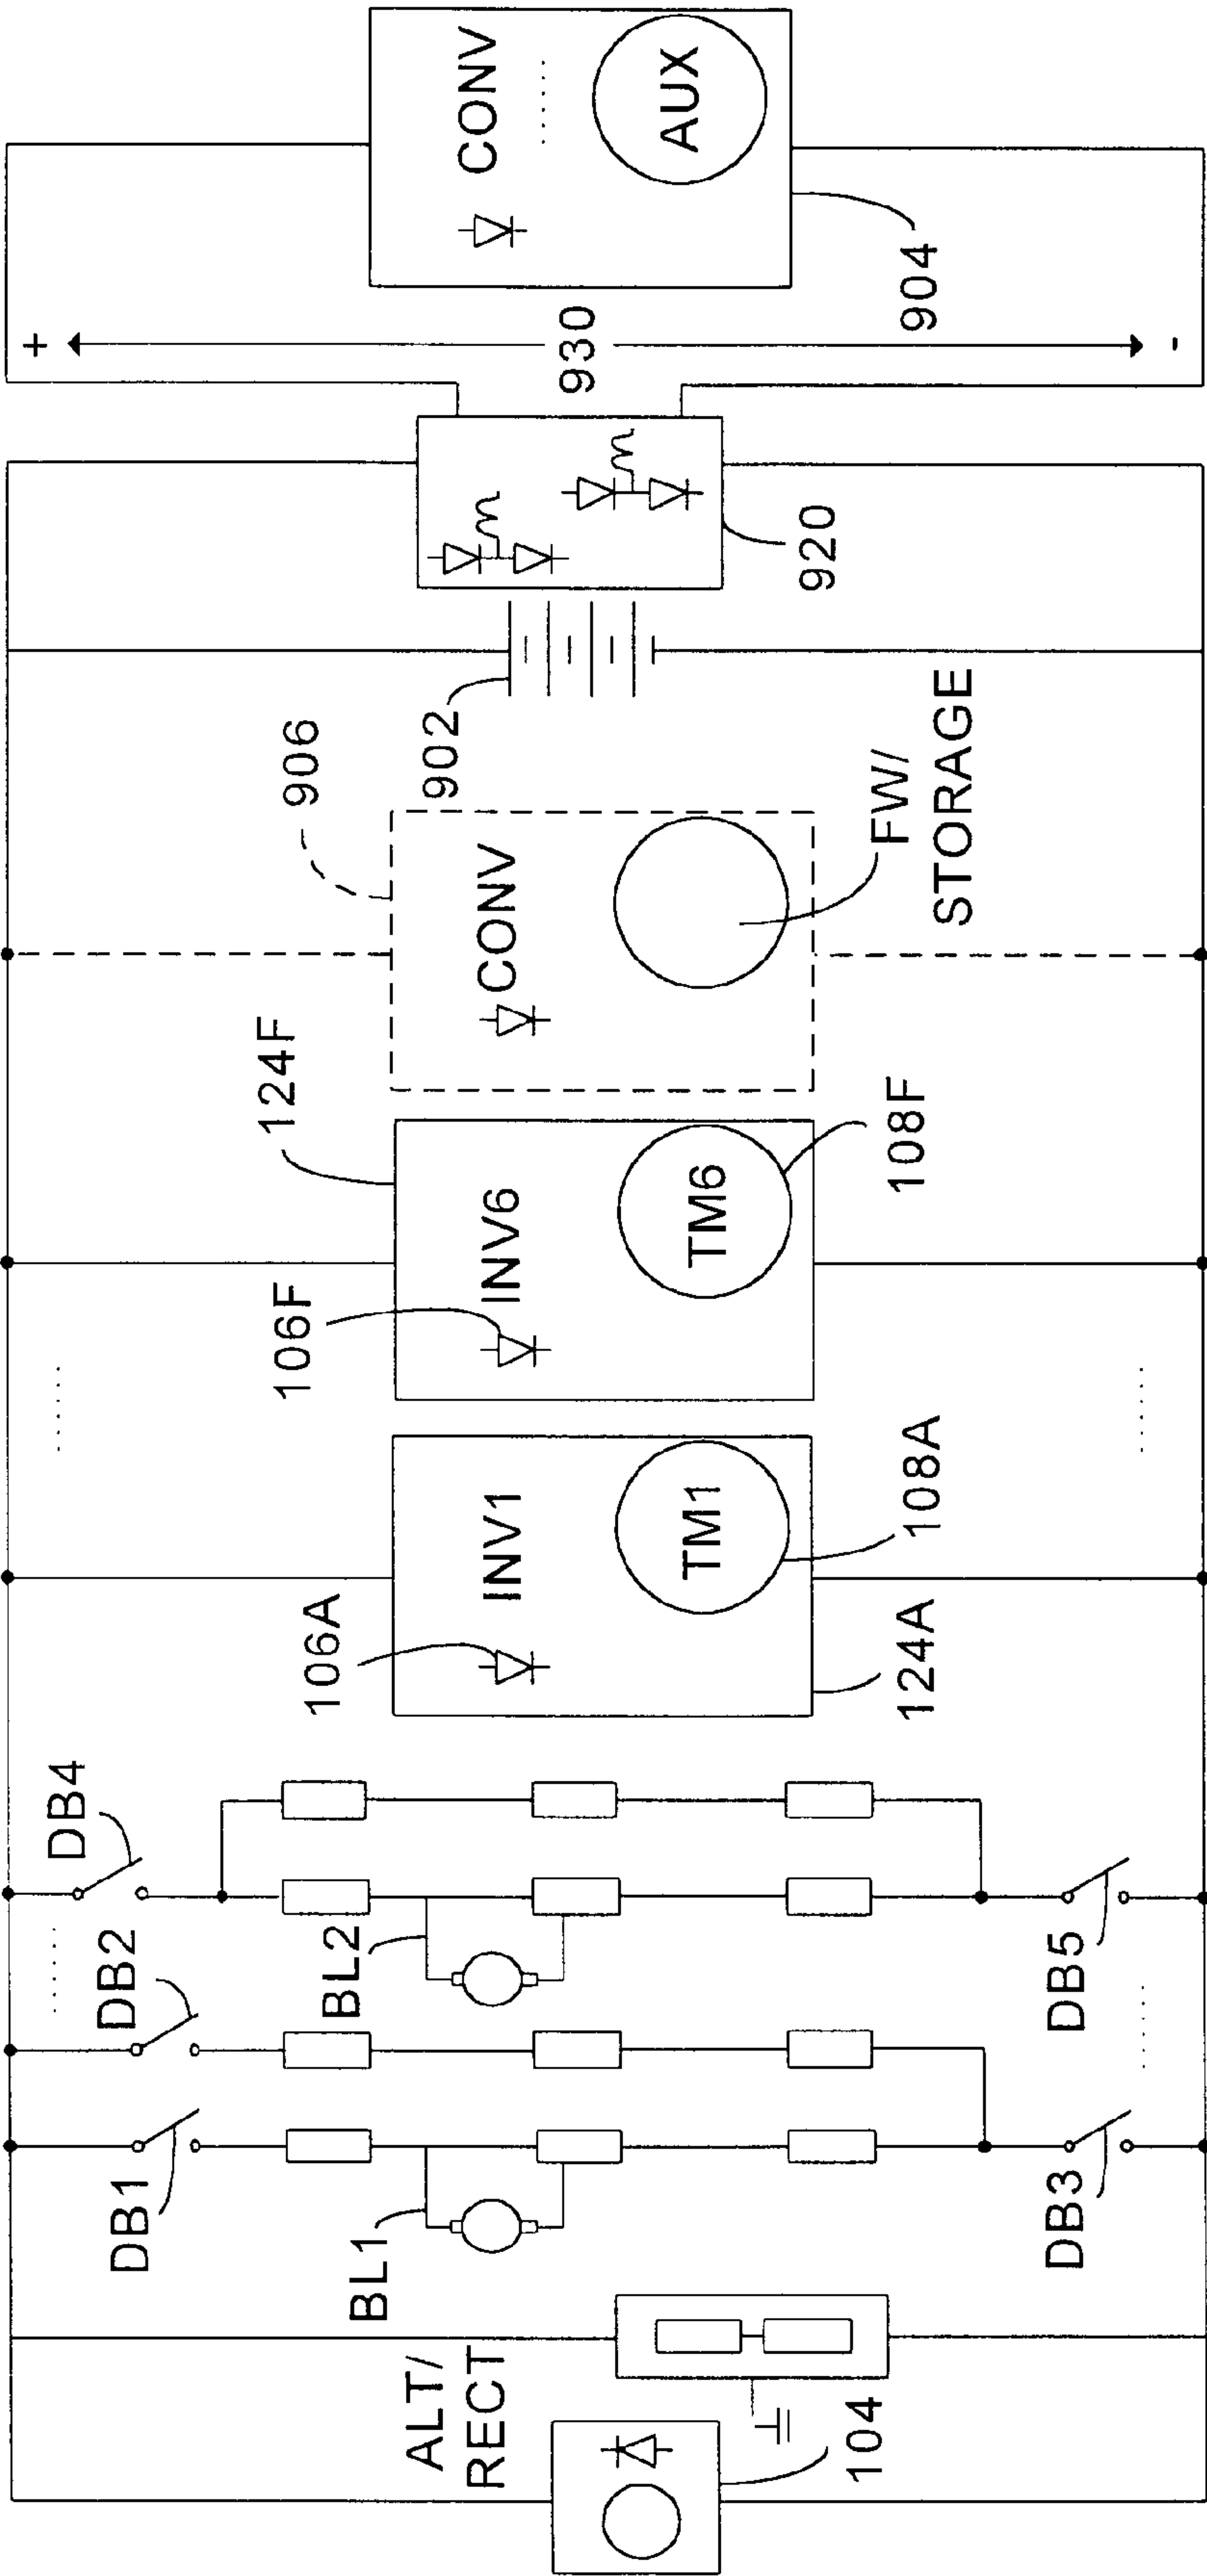 ALT/
RECT
104
DB1
BL1
DB3
DB2
BL2
DB4
DB5
106A
INV1
TM1
108A
124A
106F
124F
INV6
TM6
108F
906
CONV
FW/
STORAGE
902
920
+
930
-
CONV
AUX
904